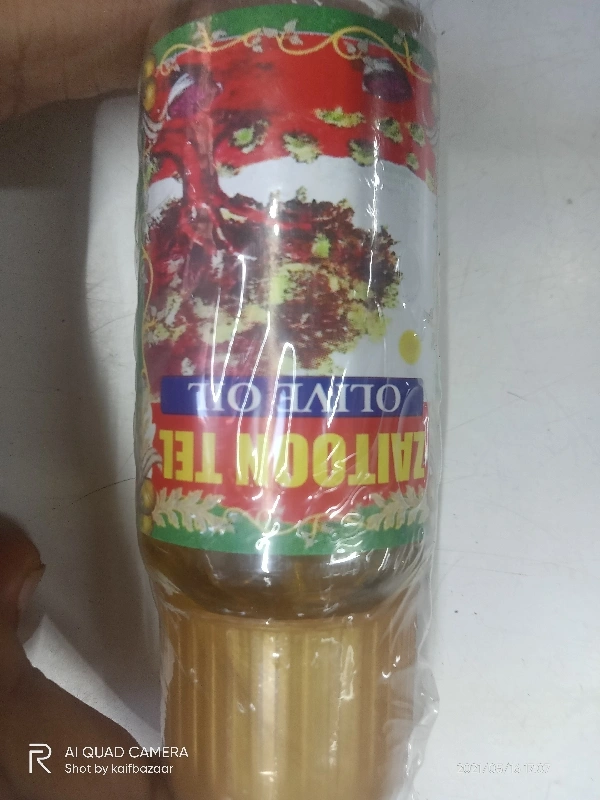 ZAITOON TEL
OLIVE OIL
AI QUAD CAMERA
Shot by kaifbazaar